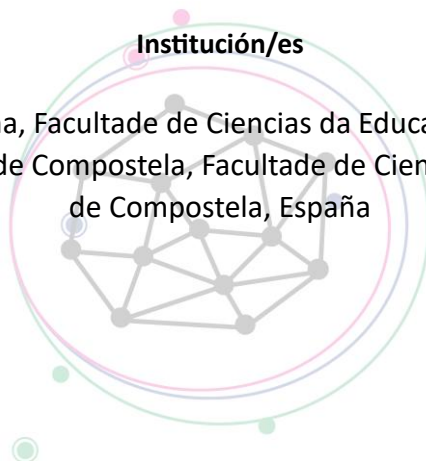 Institución/es
a, Facultade de Ciencias da Educa
de Compostela, Facultade de Cien
de Compostela, España